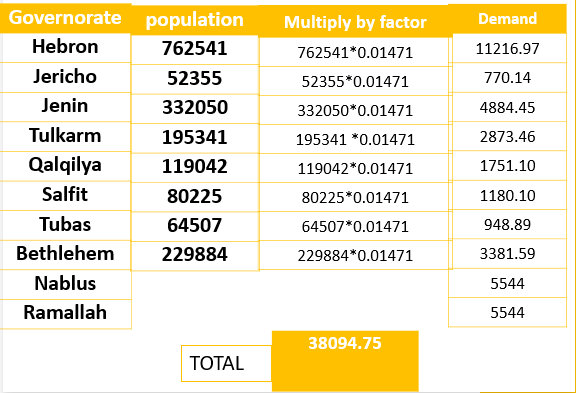 Governorate population Multiply by factor Demand
Hebron 762541 762541*0.01471 11216.97
Jericho 52355 52355*0.01471 770.14
Jenin 332050 332050*0.01471 4884.45
Tulkarm 195341 195341 *0.01471 2873.46
Qalqilya 119042 119042*0.01471 1751.10
Salfit 80225 80225*0.01471 1180.10
Tubas 64507 64507*0.01471 948.89
Bethlehem 229884 229884*0.01471 3381.59
Nablus 5544
Ramallah 5544
TOTAL 38094.75